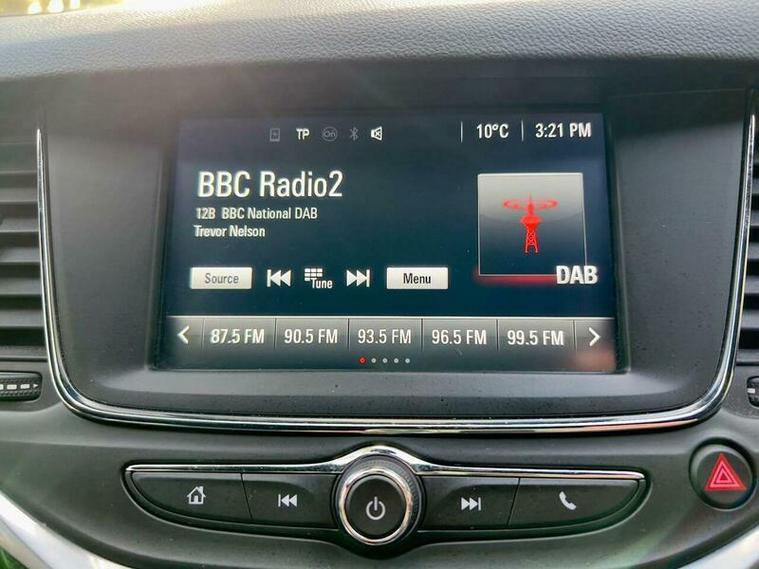 TP On 10°C 3:21 PM
BBC Radio2
12B BBC National DAB
Trevor Nelson
DAB
Source Tune Menu
87.5 FM 90.5 FM 93.5 FM 96.5 FM 99.5 FM